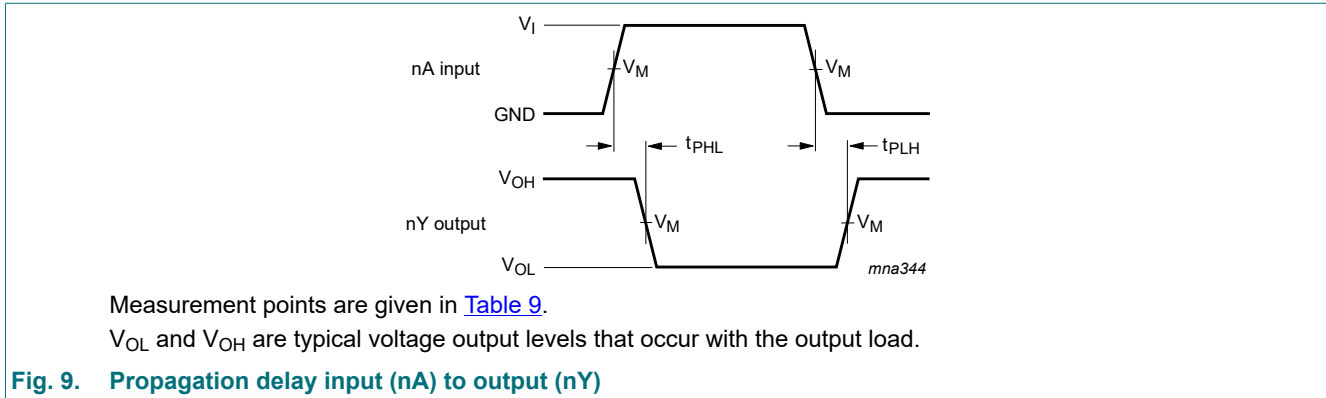 VI
nA input
VM
VM
GND
tPHL
tPLH
VOH
nY output
VM
VM
VOL
mna344
Measurement points are given in Table 9.
VOL and VOH are typical voltage output levels that occur with the output load.
Fig. 9. Propagation delay input (nA) to output (nY)